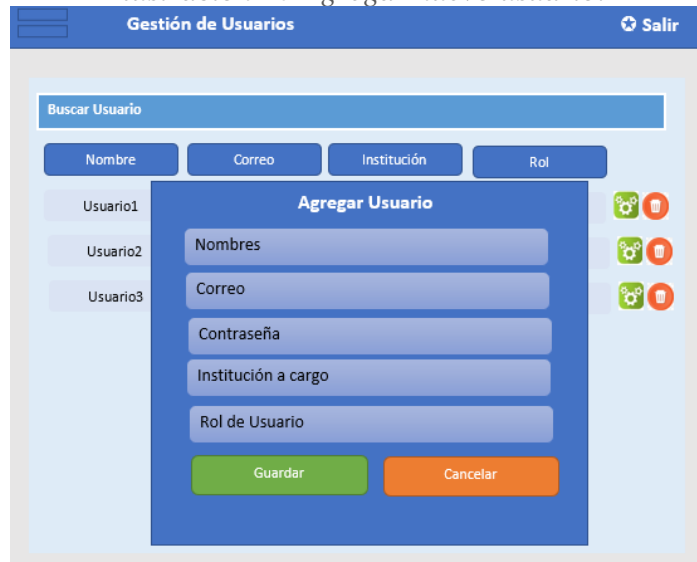 Gestión de Usuarios
Salir
Buscar Usuario
Nombre Correo Institución Rol
Usuario1
Agregar Usuario
Usuario2
Nombres
Usuario3
Correo
Contraseña
Institución a cargo
Rol de Usuario
Guardar Cancelar